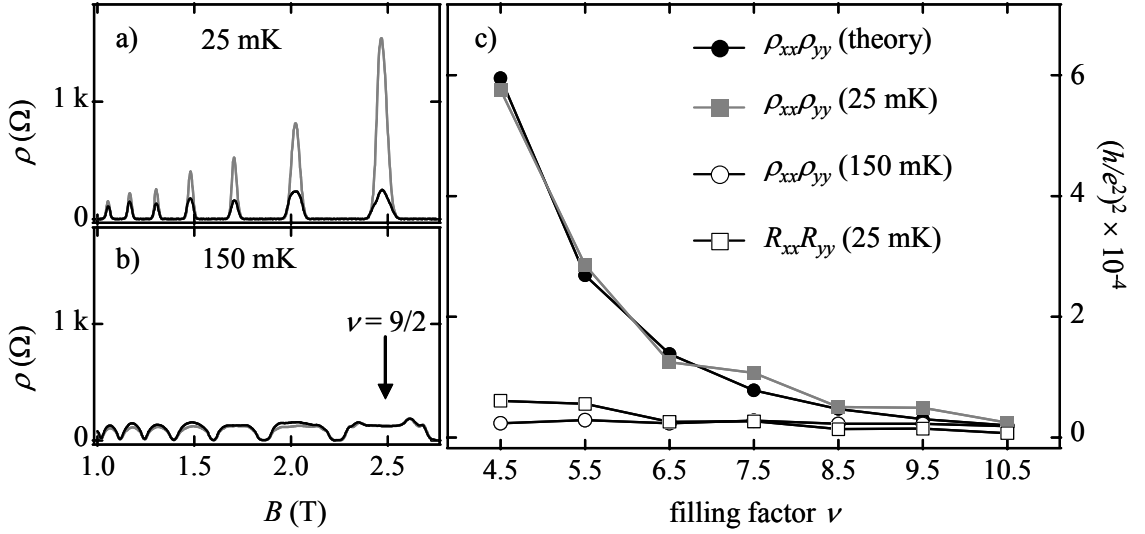 a) 25 mK
1 k
0
ρ (Ω)
b) 150 mK
1 k
ν = 9/2
0
ρ (Ω)
1.0 1.5 2.0 2.5
B (T)
c)
ρxxρyy (theory)
ρxxρyy (25 mK)
ρxxρyy (150 mK)
RxxRyy (25 mK)
6
4
2
0
(h/e²)² × 10⁻⁴
4.5 5.5 6.5 7.5 8.5 9.5 10.5
filling factor ν